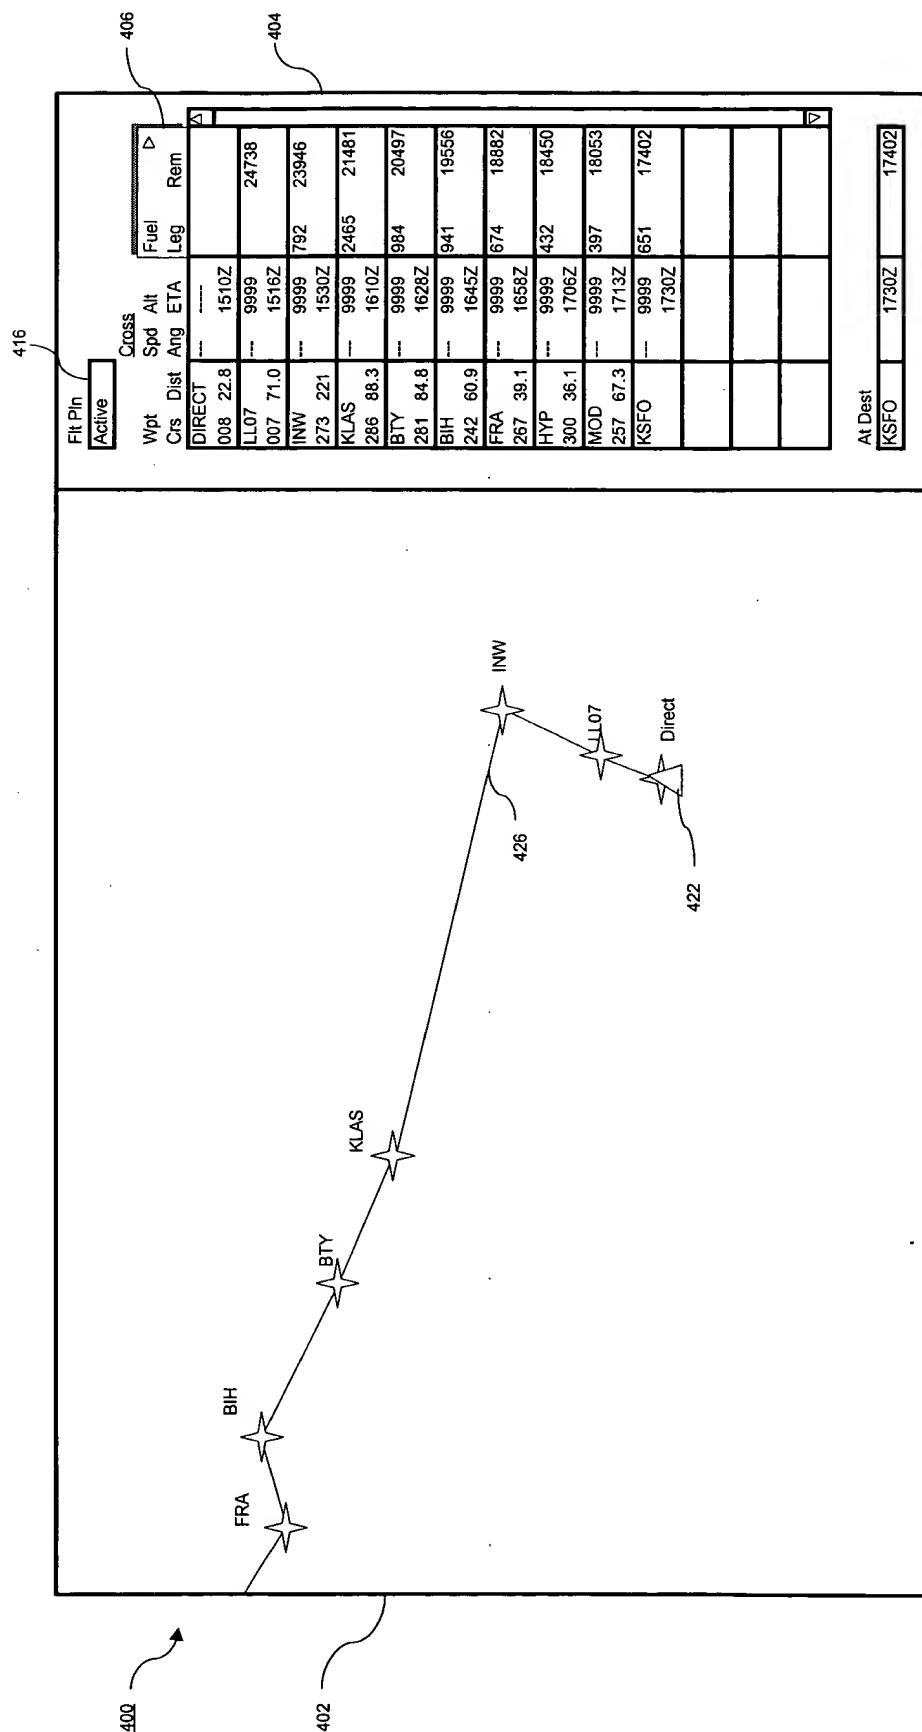 400
402
404
406
416
Flt Pln
Active
Cross
Wpt Spd Alt Fuel ▷
Crs Dist Ang ETA Leg Rem
DIRECT --- -----
008 22.8 1510Z
LL07 --- 9999
007 71.0 1516Z 24738
INW --- 9999
273 221 1530Z 792 23946
KLAS --- 9999
286 88.3 1610Z 2465 21481
BTY --- 9999
281 84.8 1628Z 984 20497
BIH --- 9999
242 60.9 1645Z 941 19556
FRA --- 9999
267 39.1 1658Z 674 18882
HYP --- 9999
300 36.1 1706Z 432 18450
MOD --- 9999
257 67.3 1713Z 397 18053
KSFO --- 9999
1730Z 651 17402
At Dest
KSFO 1730Z 17402
FRA
BIH
BTY
KLAS
INW
LL07
Direct
426
422